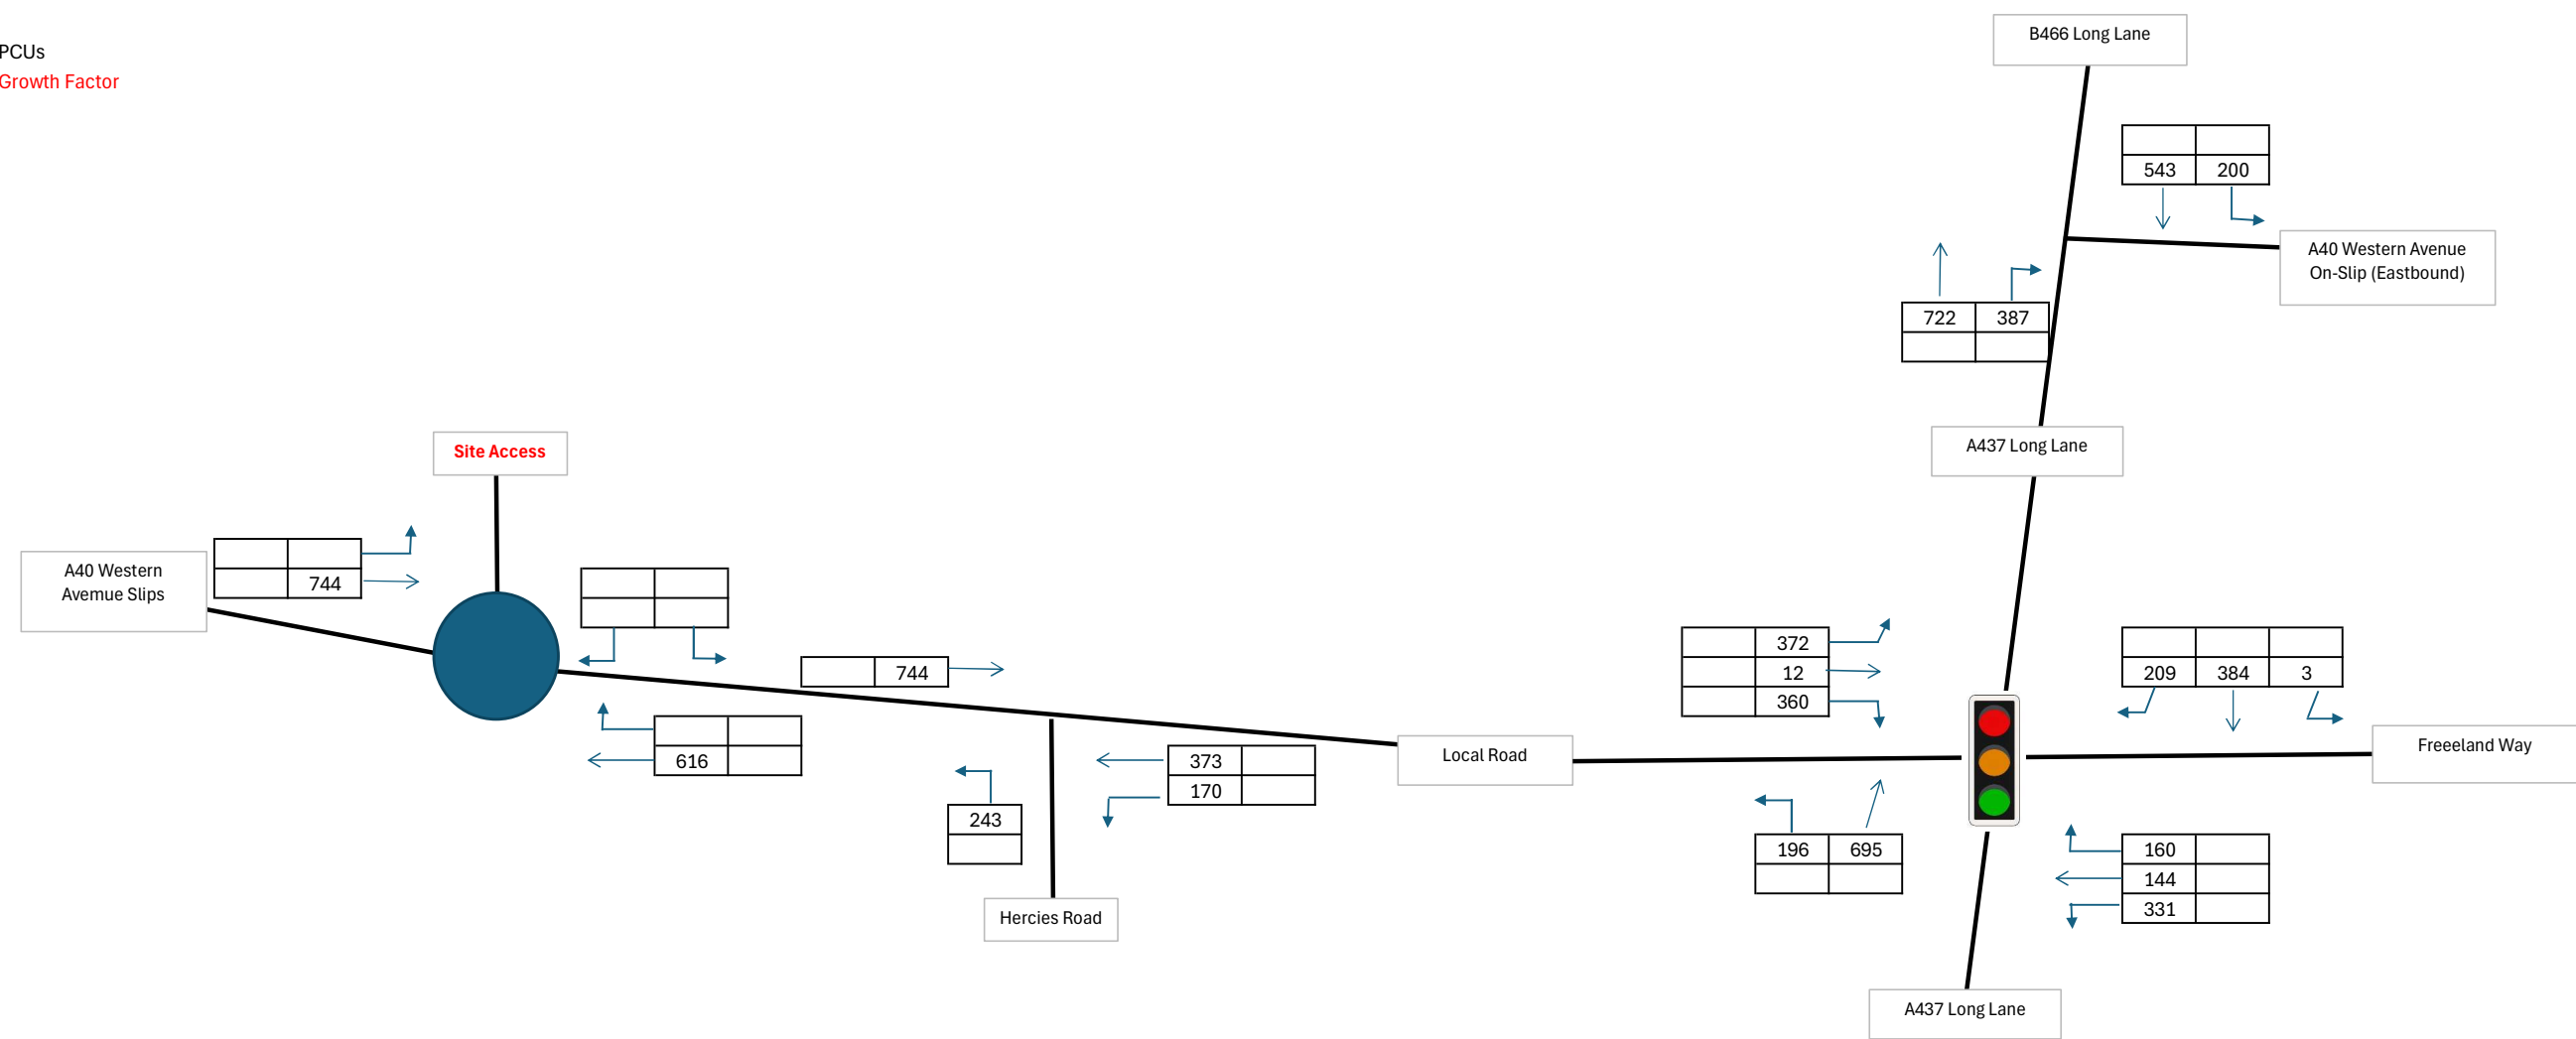 B466 Long Lane
PCUs
Growth Factor
543 200
A40 Western Avenue
On-Slip (Eastbound)
722 387
Site Access
A437 Long Lane
A40 Western
Avemue Slips
744
744
616
372
12
360
209 384 3
Local Road
Freeeland Way
373
170
243
196 695
160
144
331
Hercies Road
A437 Long Lane